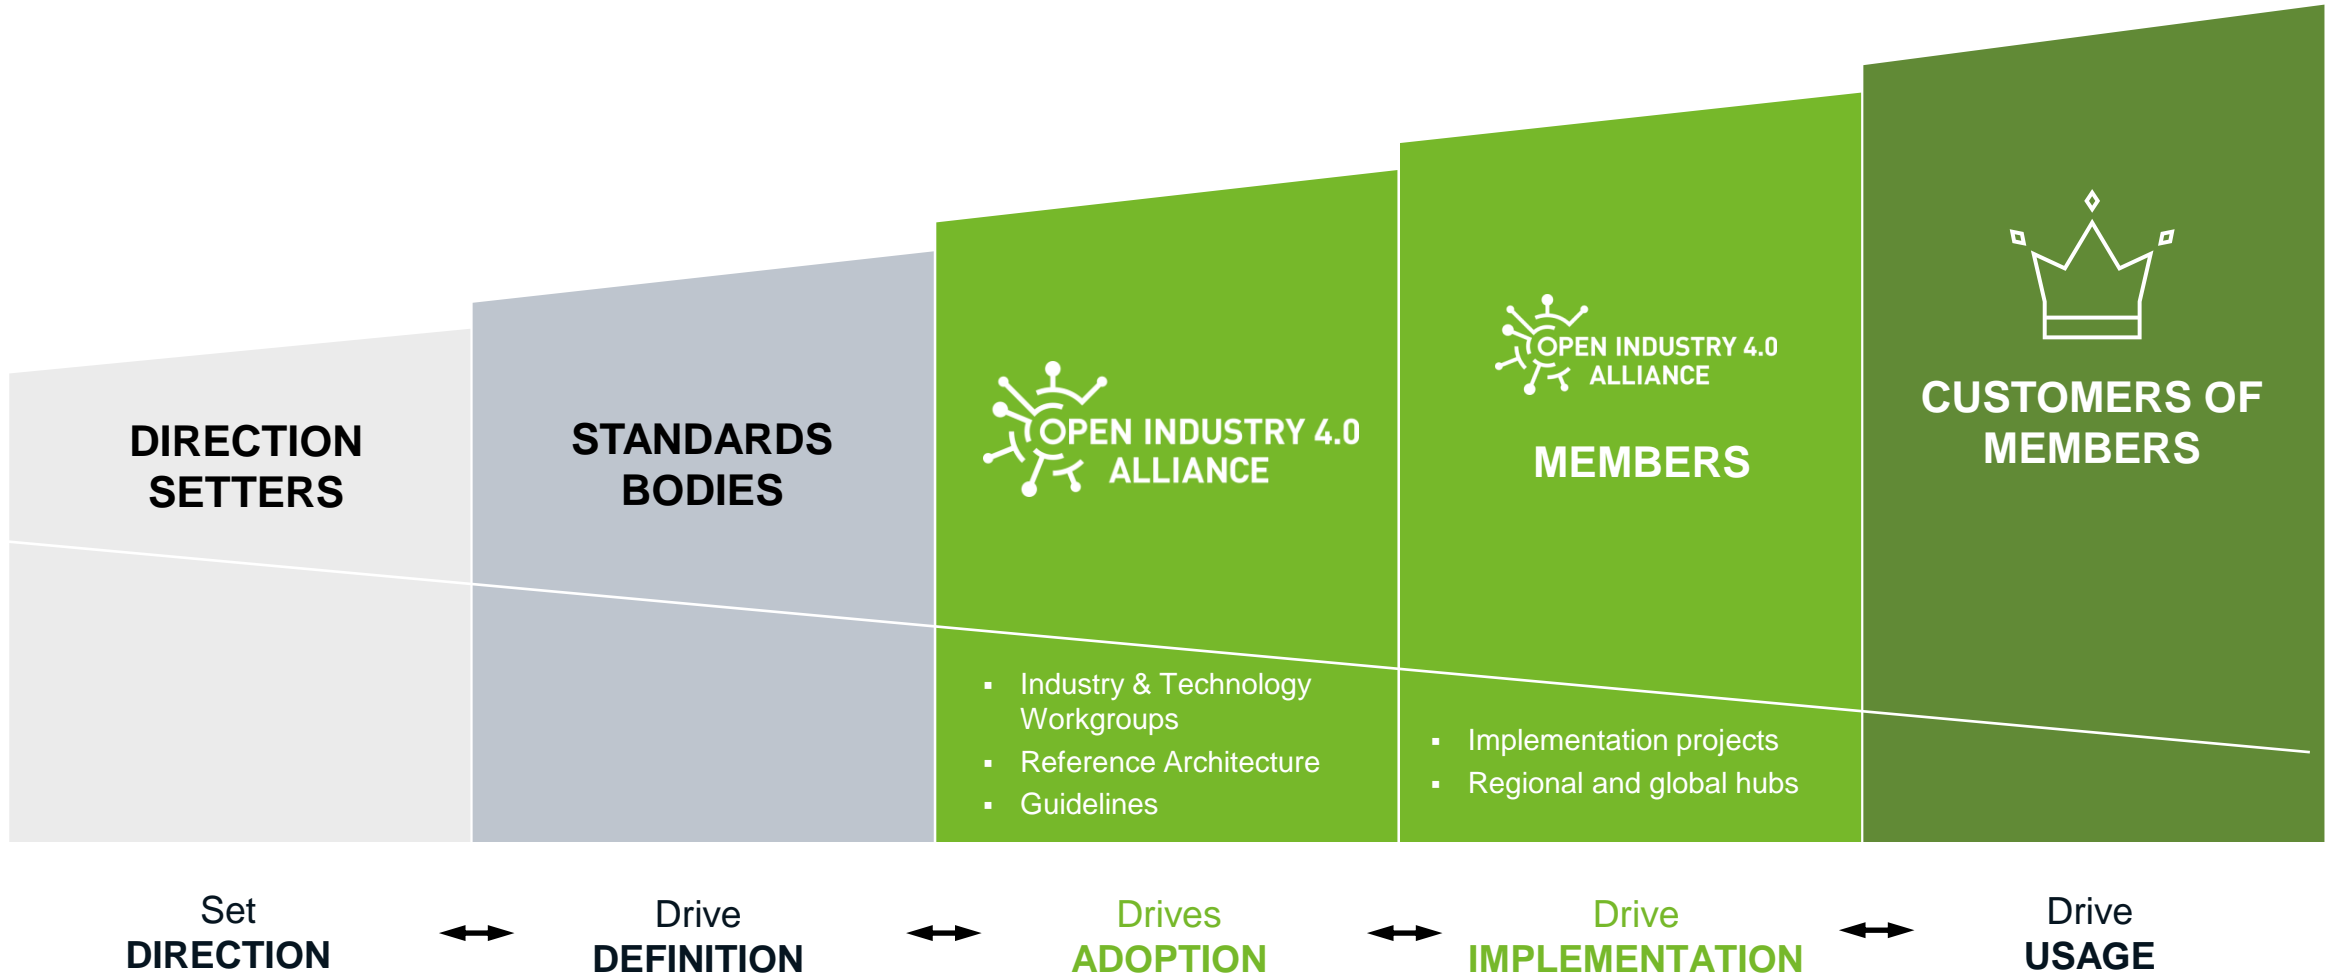 DIRECTION
SETTERS
STANDARDS
BODIES
OPEN INDUSTRY 4.0
ALLIANCE
OPEN INDUSTRY 4.0
ALLIANCE
MEMBERS
CUSTOMERS OF
MEMBERS
▪ Industry & Technology
Workgroups
▪ Reference Architecture
▪ Guidelines
▪ Implementation projects
▪ Regional and global hubs
Set
DIRECTION
Drive
DEFINITION
Drives
ADOPTION
Drive
IMPLEMENTATION
Drive
USAGE